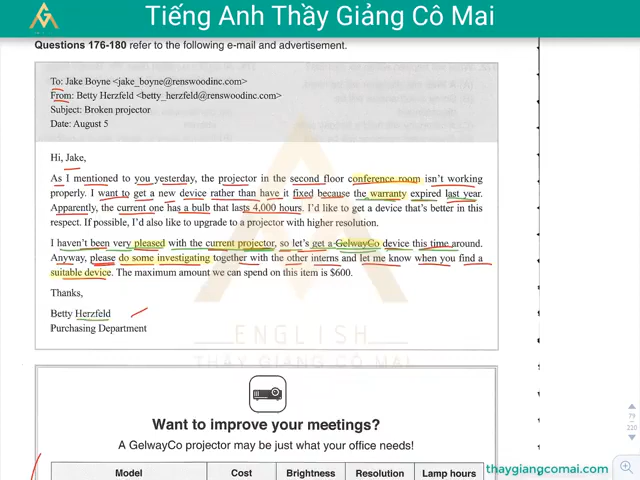 Tiếng Anh Thầy Giảng Cô Mai
Questions 176-180 refer to the following e-mail and advertisement.
To: Jake Boyne <jake_boyne@renswoodinc.com>
From: Betty Herzfeld <betty_herzfeld@renswoodinc.com>
Subject: Broken projector
Date: August 5
Hi, Jake,
As I mentioned to you yesterday, the projector in the second floor conference room isn't working
properly. I want to get a new device rather than have it fixed because the warranty expired last year.
Apparently, the current one has a bulb that lasts 4,000 hours. I'd like to get a device that's better in this
respect. If possible, I'd also like to upgrade to a projector with higher resolution.
I haven't been very pleased with the current projector, so let's get a GelwayCo device this time around.
Anyway, please do some investigating together with the other interns and let me know when you find a
suitable device. The maximum amount we can spend on this item is $600.
Thanks,
Betty Herzfeld
Purchasing Department
ENGLISH
THẦY GIẢNG CÔ MAI
Want to improve your meetings?
A GelwayCo projector may be just what your office needs!
Model Cost Brightness Resolution Lamp hours
79
220
thaygiangcomai.com